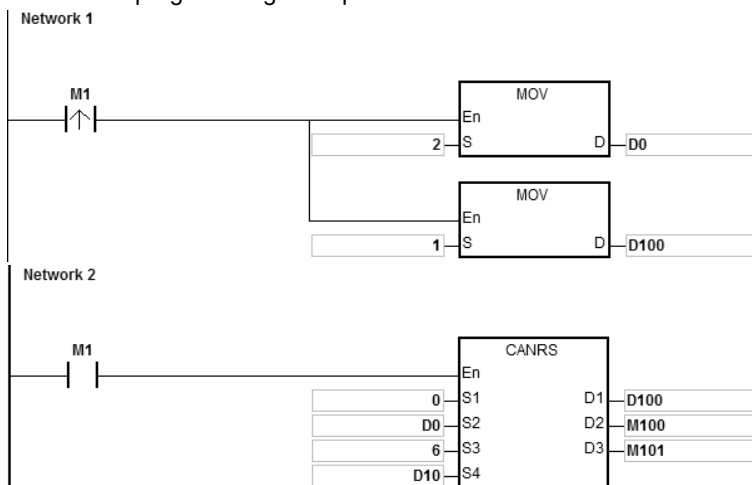 Network 1
M1
MOV
En
2 S D D0
MOV
En
1 S D D100
Network 2
M1
CANRS
En
0 S1 D1 D100
D0 S2 D2 M100
6 S3 D3 M101
D10 S4